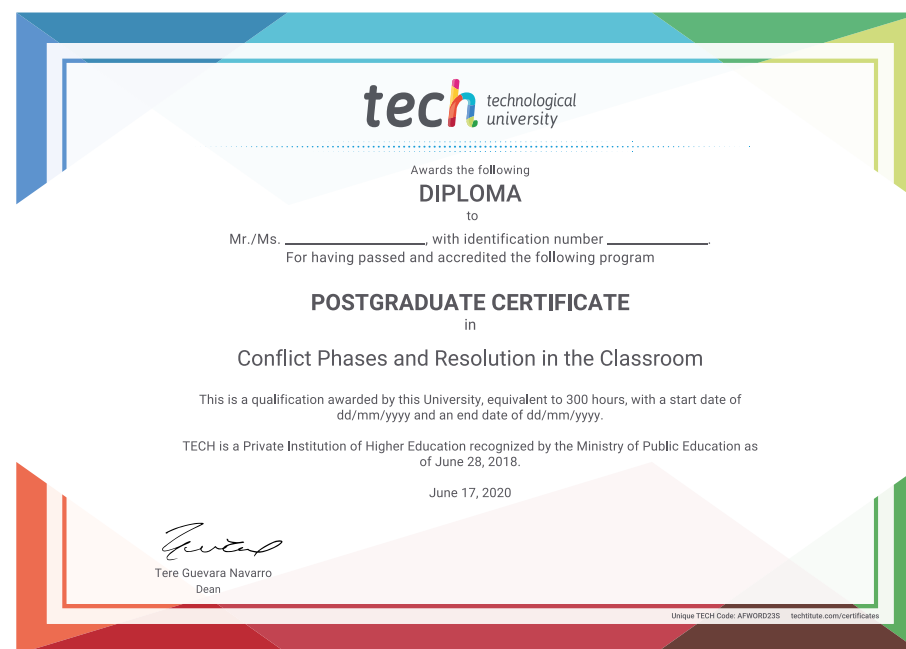 tech technological
university
Awards the following
DIPLOMA
to
Mr./Ms. ____________________, with identification number ______________.
For having passed and accredited the following program
POSTGRADUATE CERTIFICATE
in
Conflict Phases and Resolution in the Classroom
This is a qualification awarded by this University, equivalent to 300 hours, with a start date of
dd/mm/yyyy and an end date of dd/mm/yyyy.
TECH is a Private Institution of Higher Education recognized by the Ministry of Public Education as
of June 28, 2018.
June 17, 2020
Tere Guevara Navarro
Dean
Unique TECH Code: AFWORD23S techtitute.com/certificates